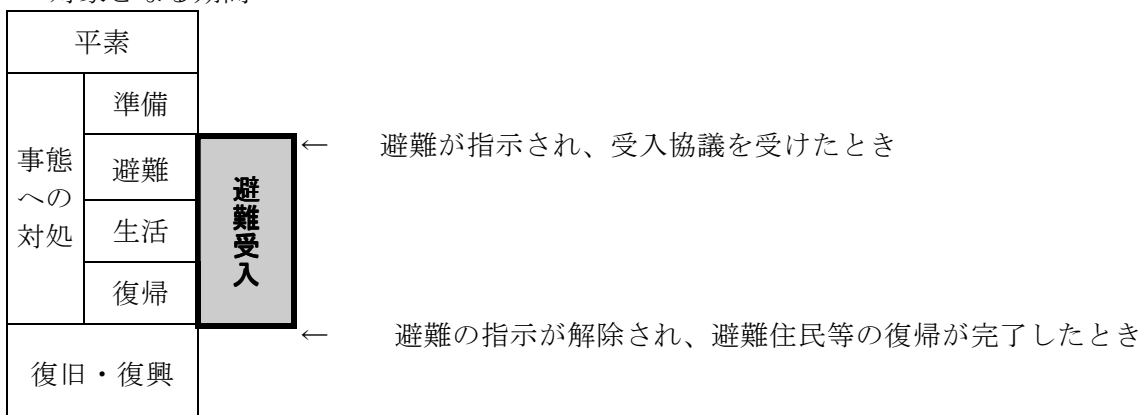 平素
事態への対処
準備
避難
生活
復帰
避難受入
← 避難が指示され、受入協議を受けたとき
← 避難の指示が解除され、避難住民等の復帰が完了したとき
復旧・復興